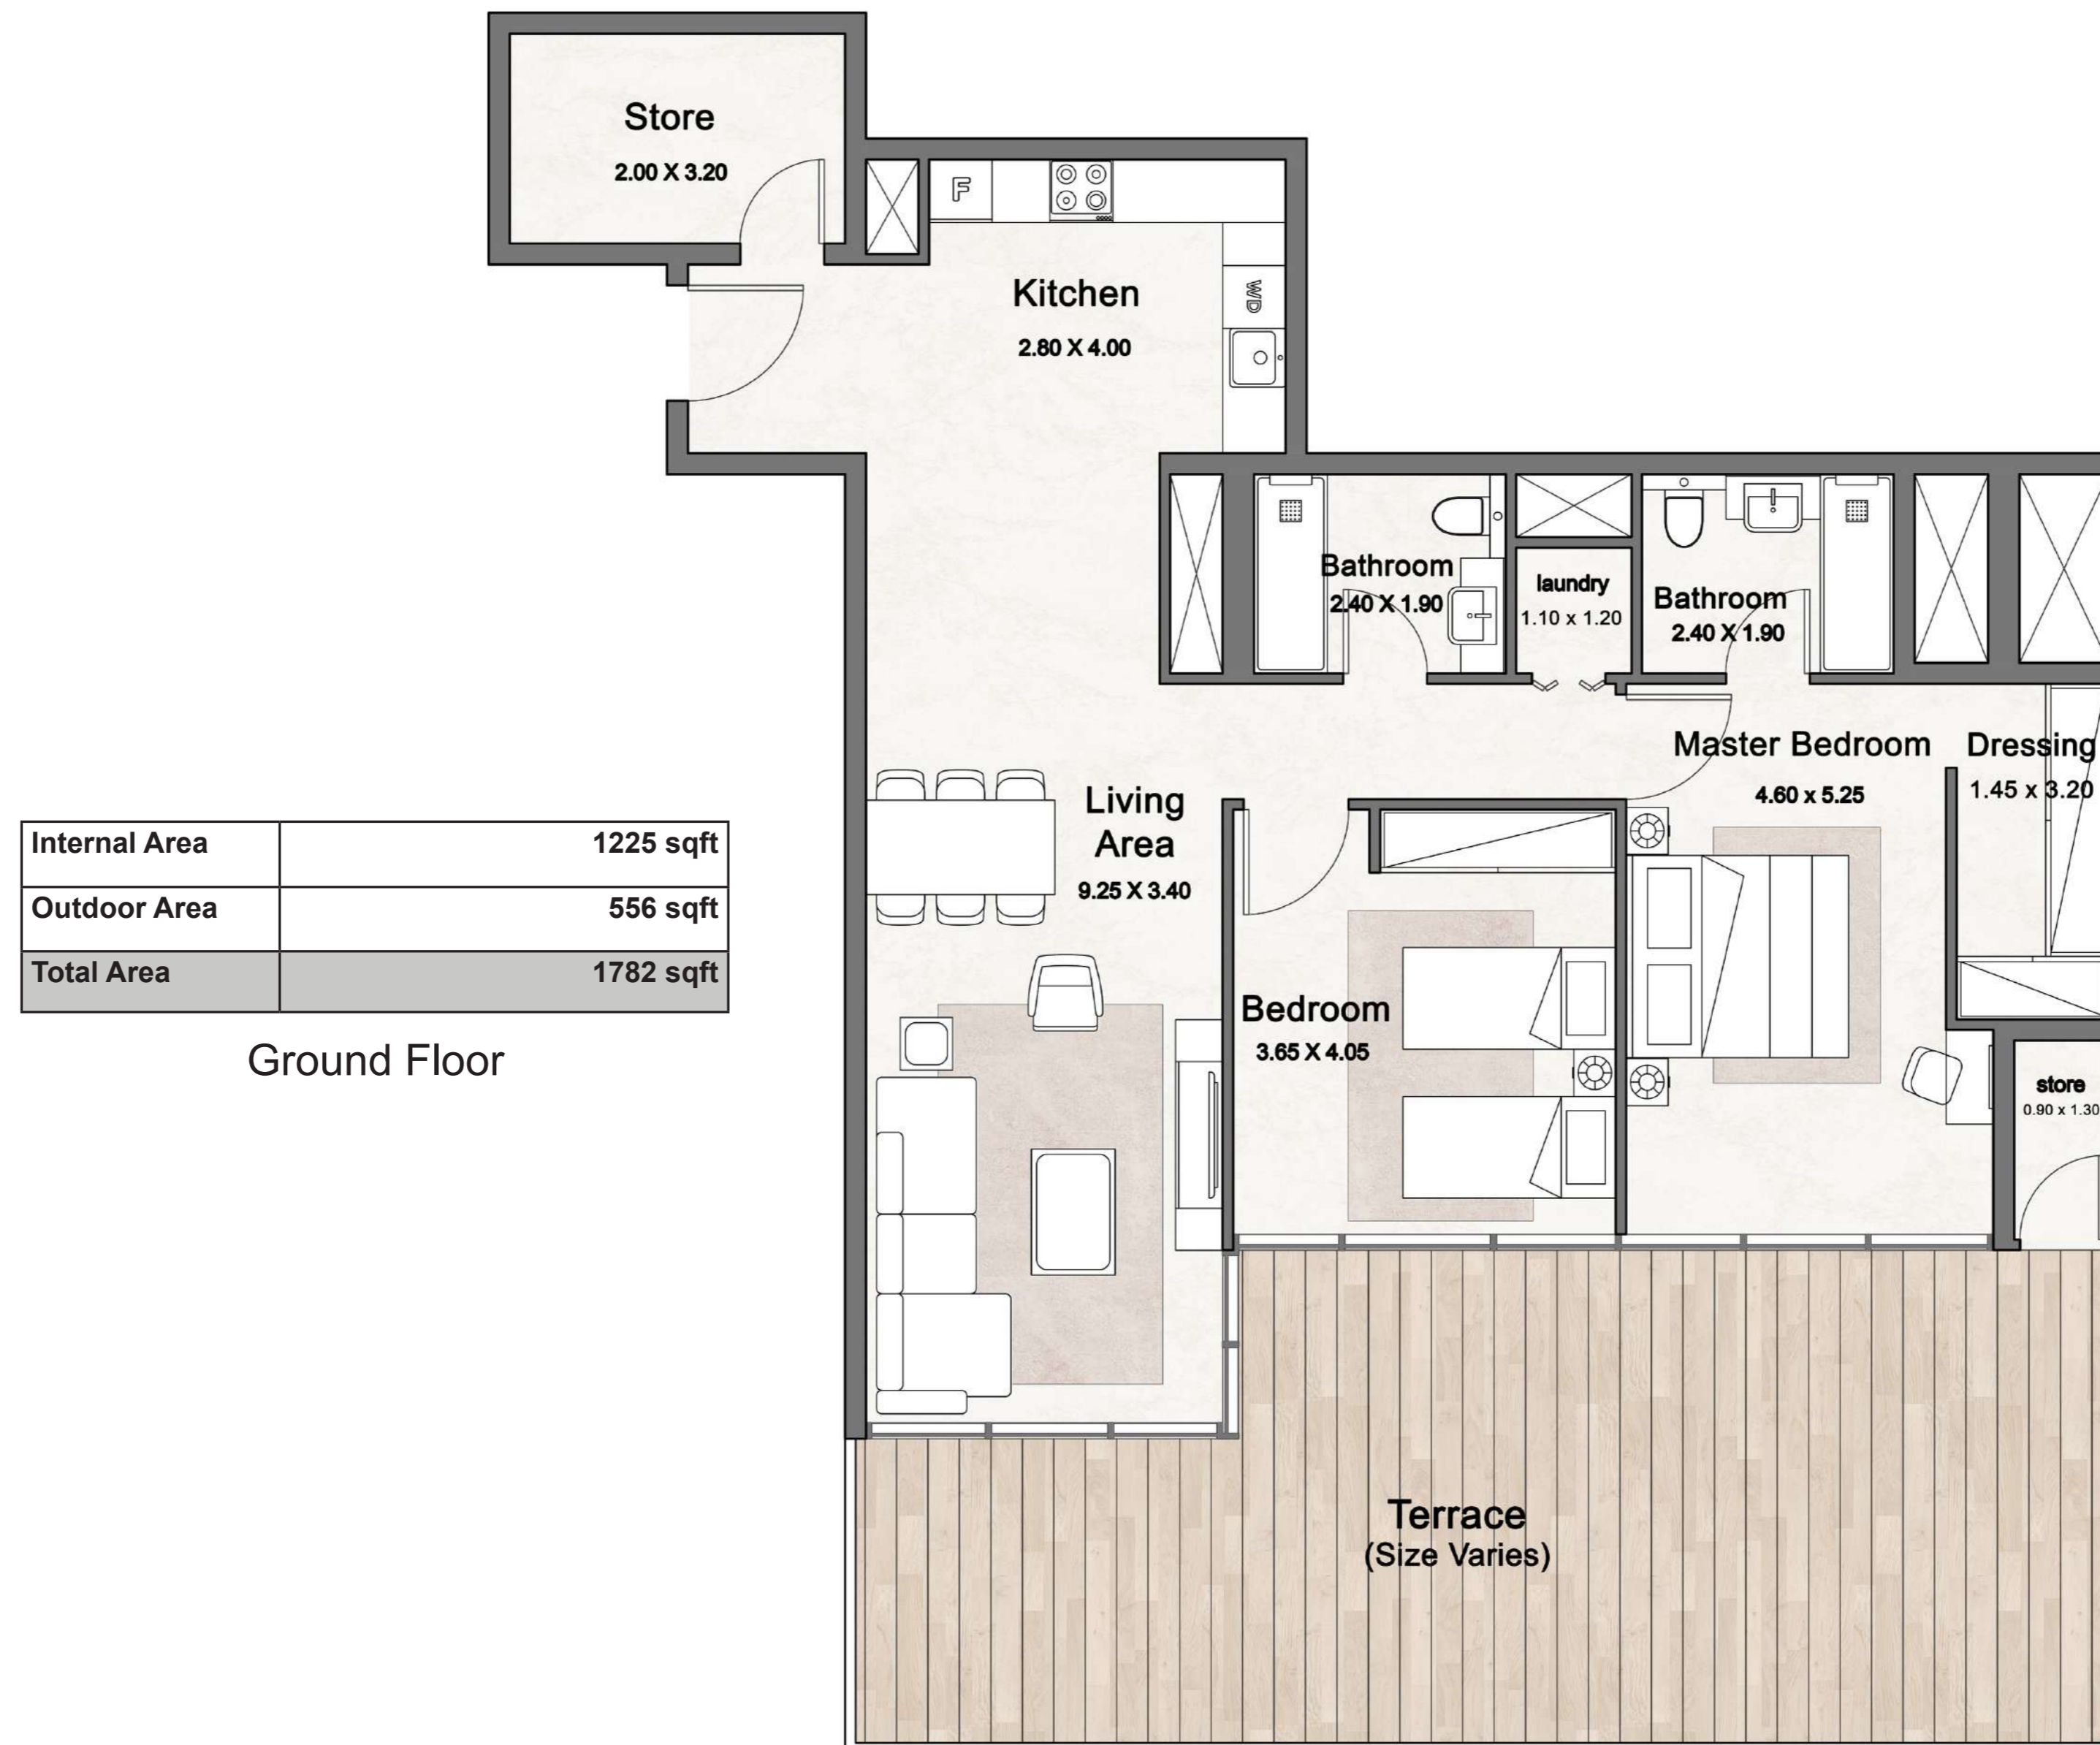 Store
2.00 X 3.20
F
Kitchen
WD
2.80 X 4.00
Bathroom
2.40 X 1.90
laundry
1.10 x 1.20
Bathroom
2.40 X 1.90
Master Bedroom
4.60 x 5.25
Dressing
1.45 x 3.20
Living
Area
9.25 X 3.40
Internal Area 1225 sqft
Outdoor Area 556 sqft
Total Area 1782 sqft
Ground Floor
Bedroom
3.65 X 4.05
store
0.90 x 1.30
Terrace
(Size Varies)